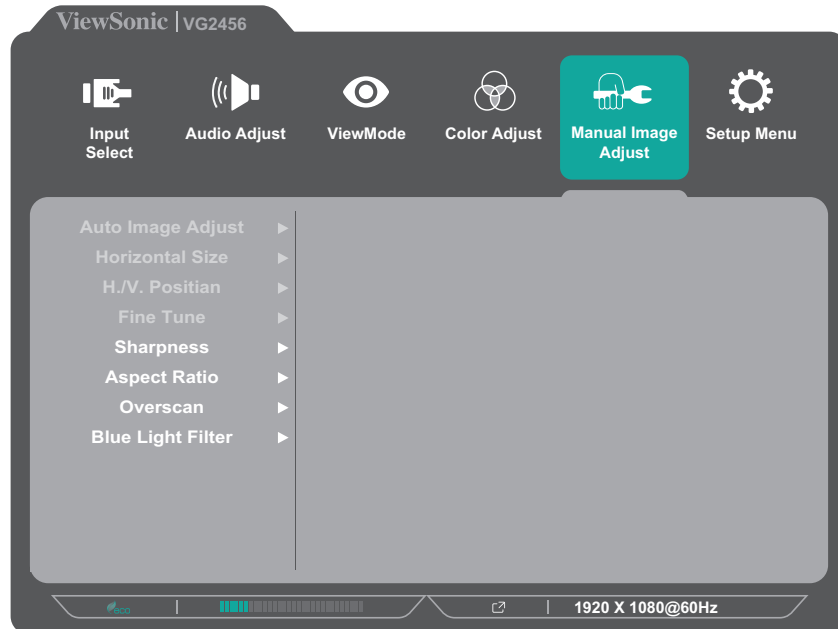 ViewSonic | VG2456
Input
Select
Audio Adjust
ViewMode
Color Adjust
Manual Image
Adjust
Setup Menu
Auto Image Adjust
Horizontal Size
H./V. Positian
Fine Tune
Sharpness
Aspect Ratio
Overscan
Blue Light Filter
eco
1920 X 1080@60Hz